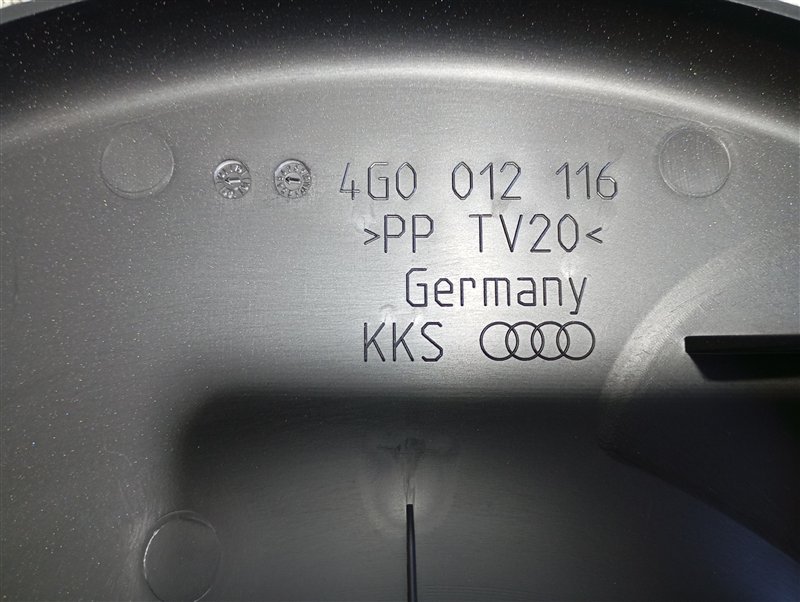 4G0 012 116
>PP TV20<
Germany
KKS